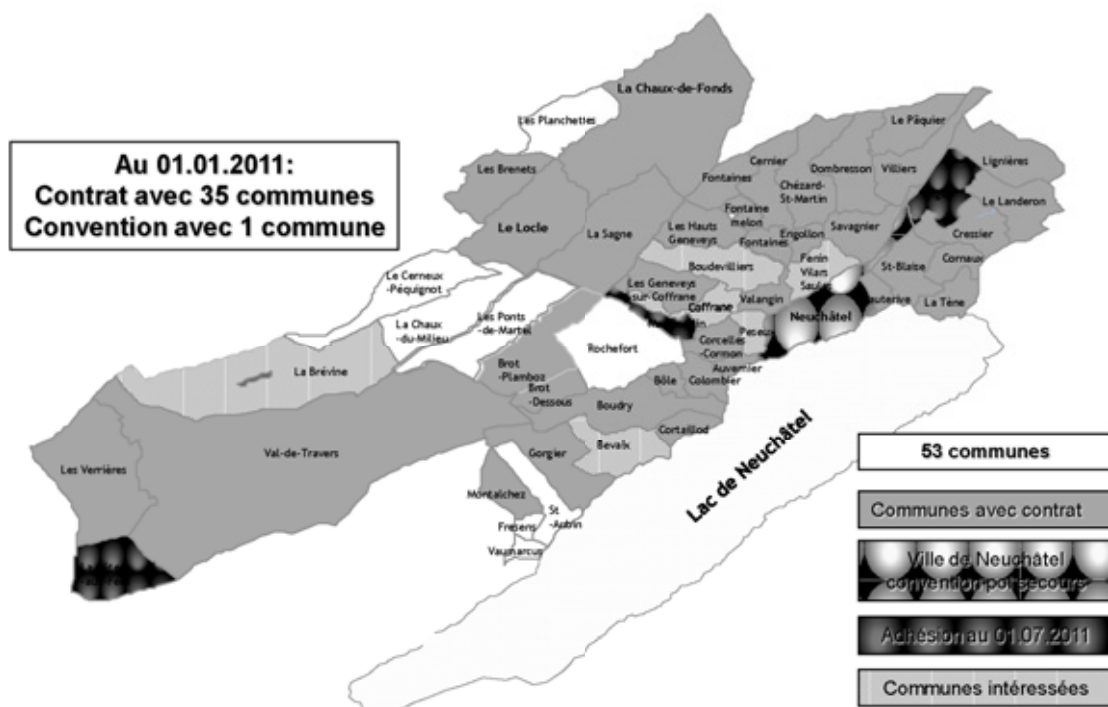 Au 01.01.2011:
Contrat avec 35 communes
Convention avec 1 commune
La Chaux-de-Fonds
Les Planchettes
Les Brenets
Le Locle
La Sagne
Le Pâquier
Cernier
Dombresson
Villiers
Lignières
Fontaines
Chézard-
St-Martin
Le Landeron
Fontaine
melon
Les Hauts
Geneveys
Fontaines
Engollon
Savagnier
Cressier
Boudevilliers
Fenin
Vilars
Saules
St-Blaise
Cornaux
Le Cerneux
-Péquignot
Les Geneveys
-sur-Coffrane
Coffrane
Valangin
Neuchâtel
La Tène
La Chaux
-du-Milieu
Les Ponts
-de-Martel
Rochefort
Peseux
Corcelles
-Cormon
Auvernier
La Brévine
Brot
-Plamboz
Brot
-Dessous
Bôle
Colombier
Boudry
Cortaillod
Bevaix
Val-de-Travers
Gorgier
Les Verrières
Montalchez
St
-Aubin
Fresens
Vaumarcus
Lac de Neuchâtel
53 communes
Communes avec contrat
Ville de Neuchâtel
convention pol secours
Adhésion au 01.07.2011
Communes intéressées